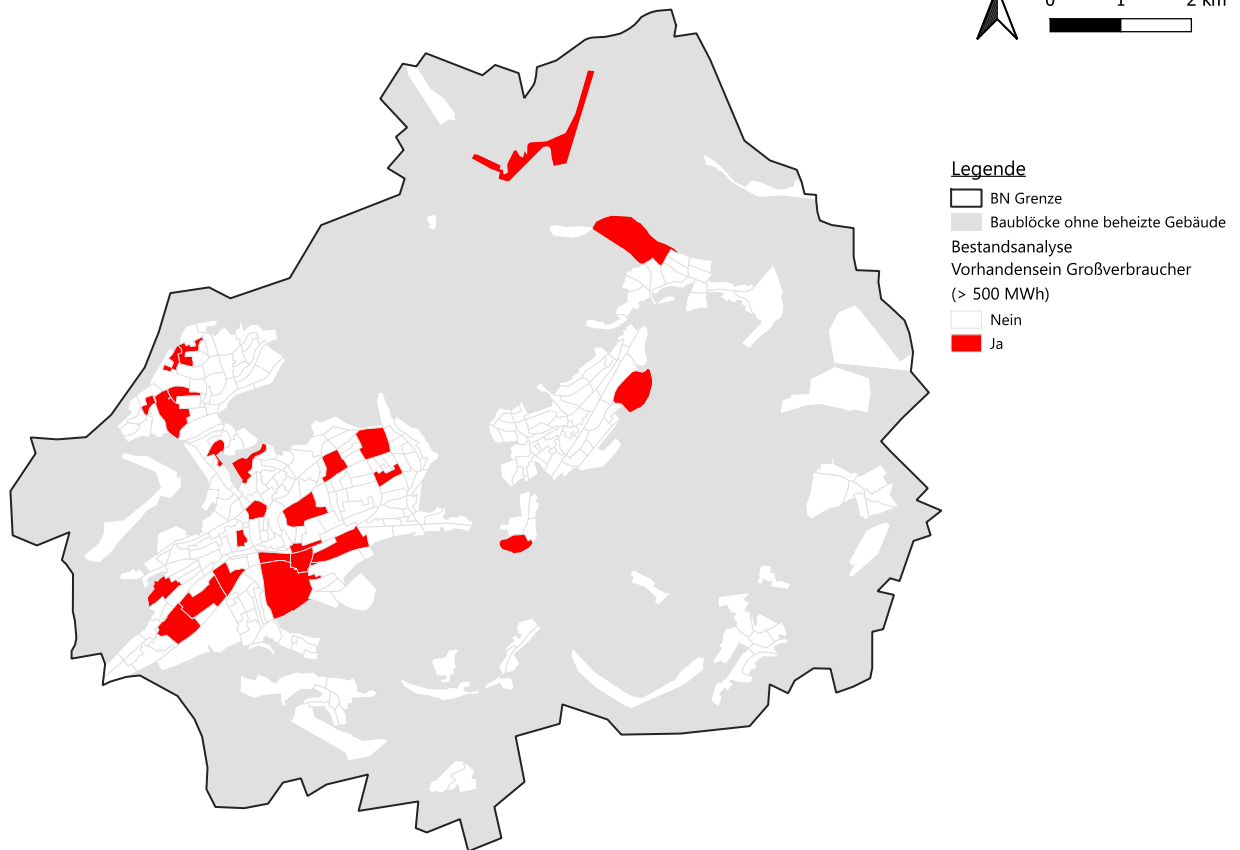 0 1 2 km
Legende
BN Grenze
Baublöcke ohne beheizte Gebäude
Bestandsanalyse
Vorhandensein Großverbraucher
(> 500 MWh)
Nein
Ja